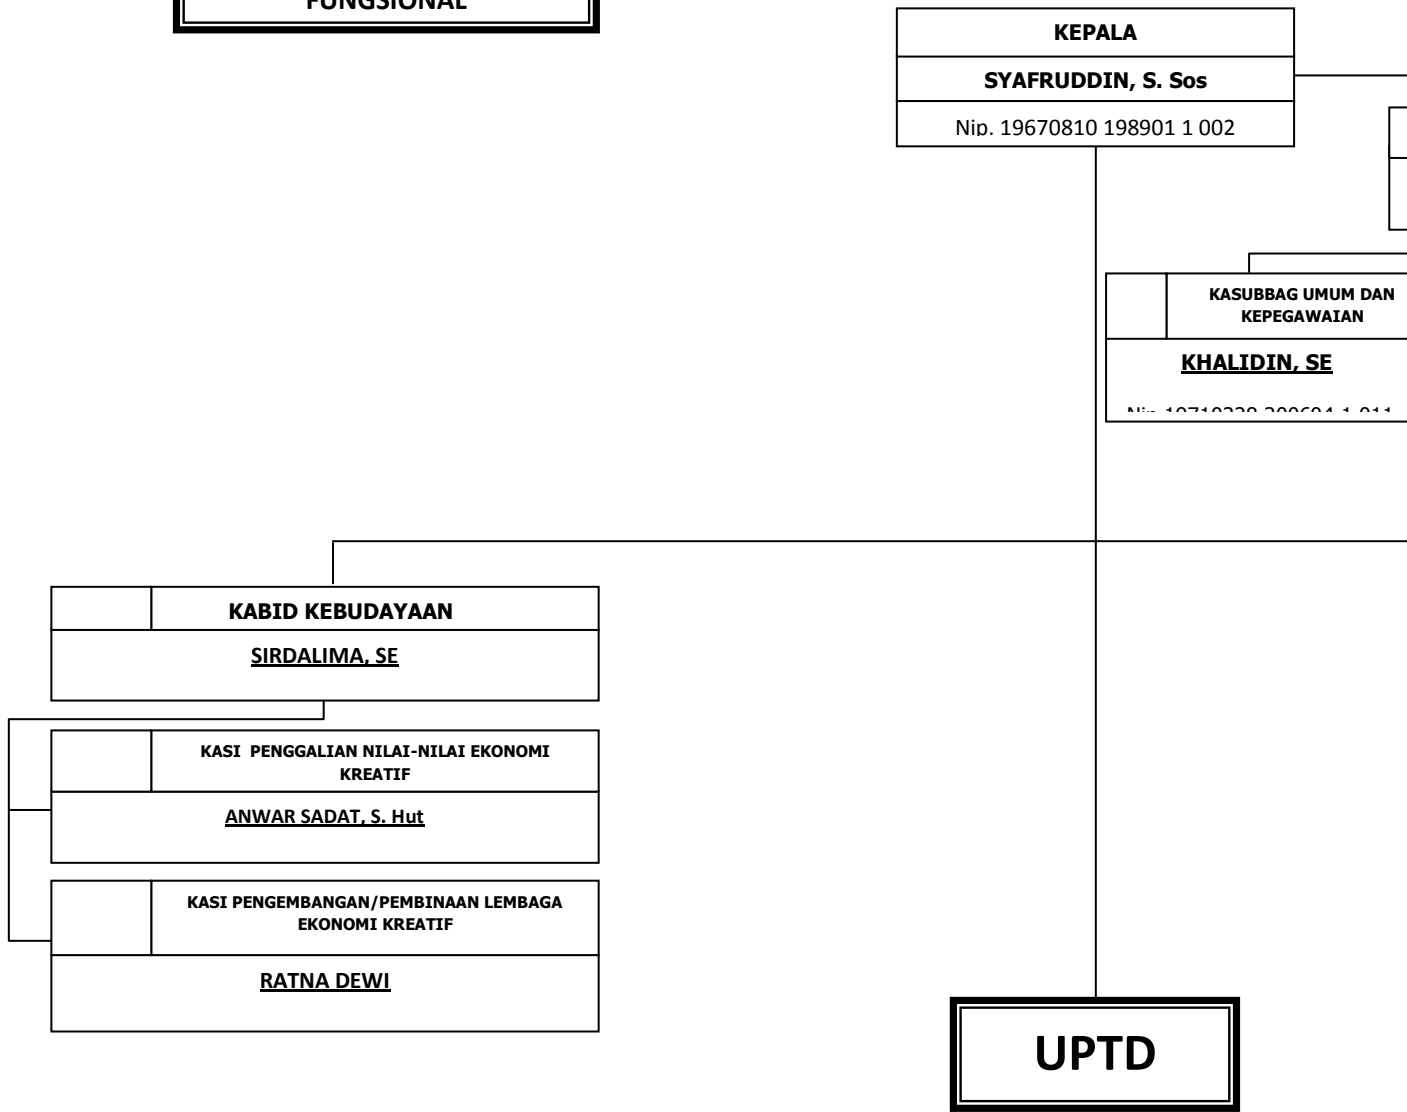 FUNGSIONAL
KEPALA
SYAFRUDDIN, S. Sos
Nip. 19670810 198901 1 002
KASUBBAG UMUM DAN
KEPEGAWAIAN
KHALIDIN, SE
KABID KEBUDAYAAN
SIRDALIMA, SE
KASI PENGGALIAN NILAI-NILAI EKONOMI
KREATIF
ANWAR SADAT, S. Hut
KASI PENGEMBANGAN/PEMBINAAN LEMBAGA
EKONOMI KREATIF
RATNA DEWI
UPTD